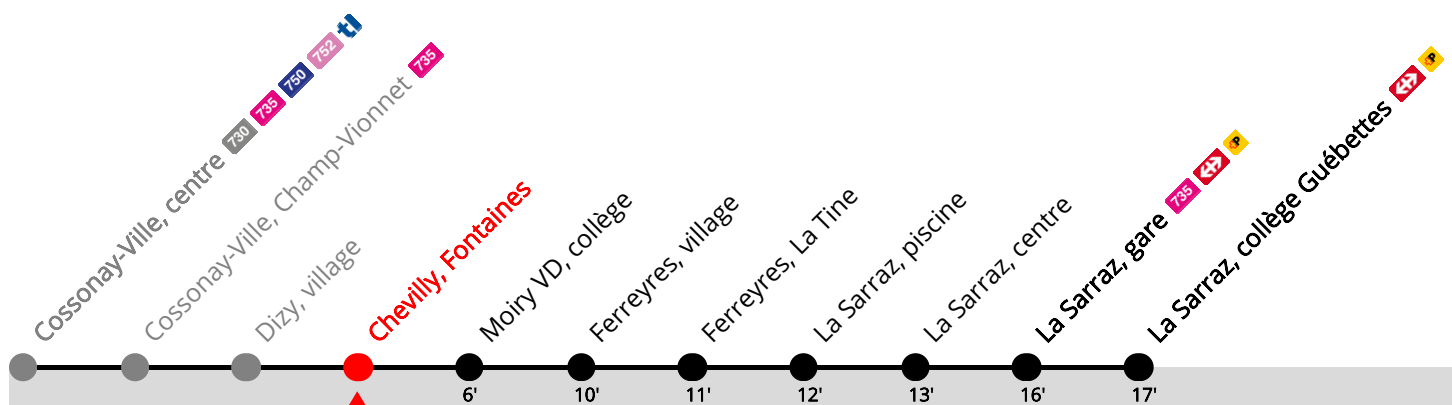 Cossonay-Ville, centre 730 735 750 752 tl
Cossonay-Ville, Champ-Vionnet 735
Dizy, village
Chevilly, Fontaines
Moiry VD, collège
Ferreyres, village
Ferreyres, La Tine
La Sarraz, piscine
La Sarraz, centre
La Sarraz, gare 735 P
La Sarraz, collège Guébettes P
6' 10' 11' 12' 13' 16' 17'